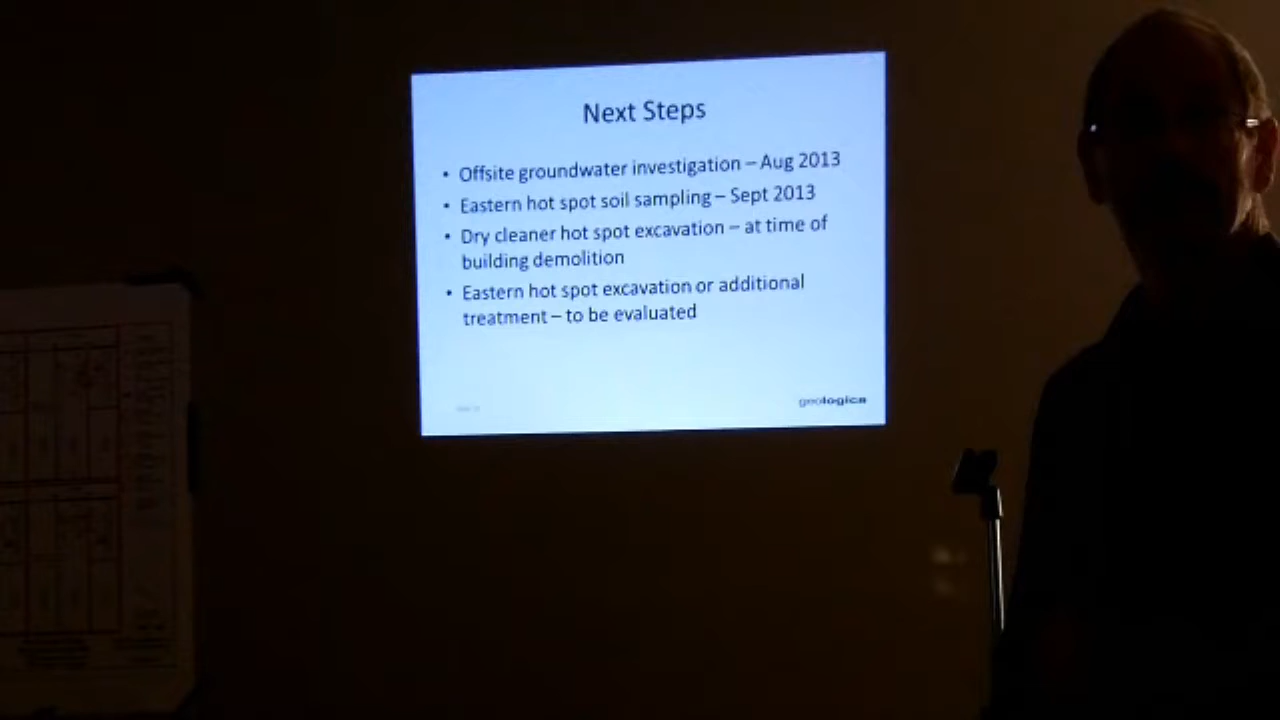 Next Steps
• Offsite groundwater investigation – Aug 2013
• Eastern hot spot soil sampling – Sept 2013
• Dry cleaner hot spot excavation – at time of
building demolition
• Eastern hot spot excavation or additional
treatment – to be evaluated
geologica